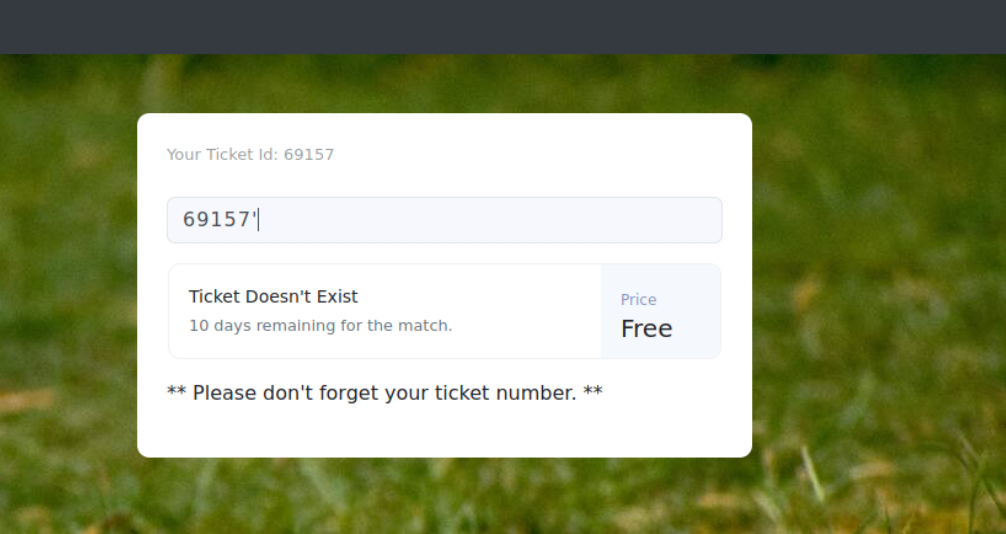 Your Ticket Id: 69157
69157'
Ticket Doesn't Exist
10 days remaining for the match.
Price
Free
** Please don't forget your ticket number. **